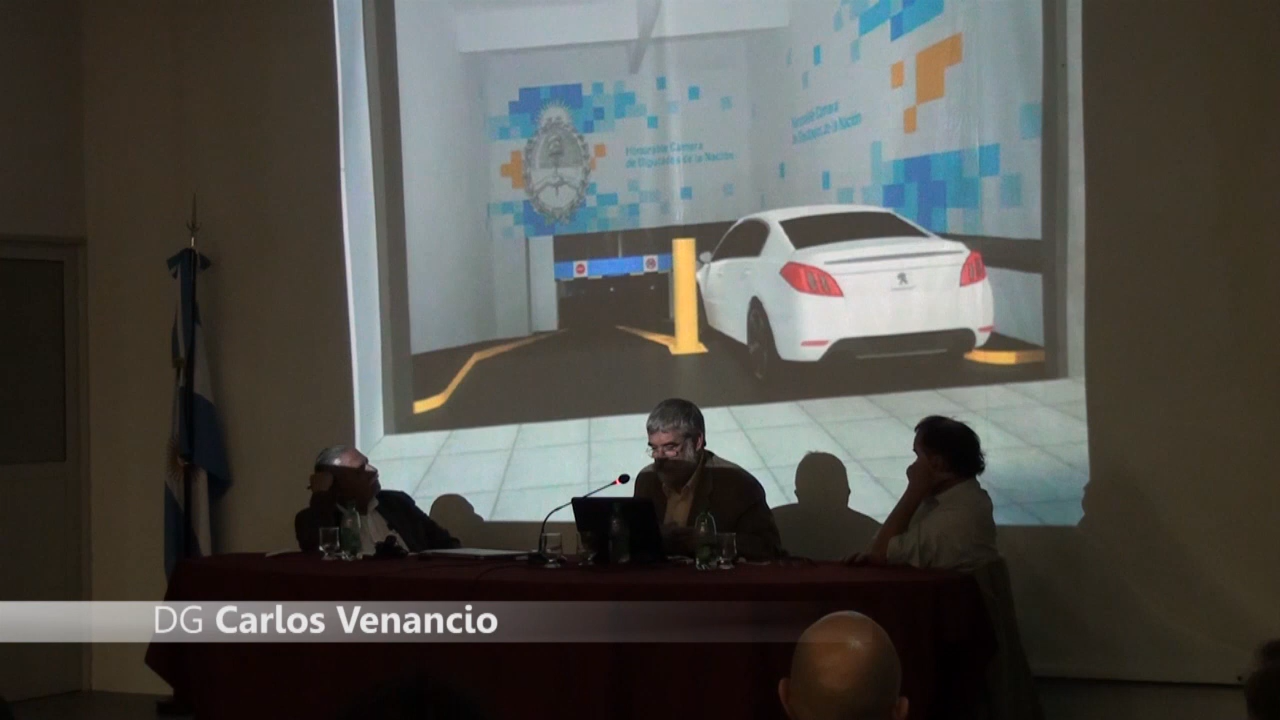 Honorable Cámara
de Diputados de la Nación
Honorable Cámara
de Diputados de la Nación
DG Carlos Venancio